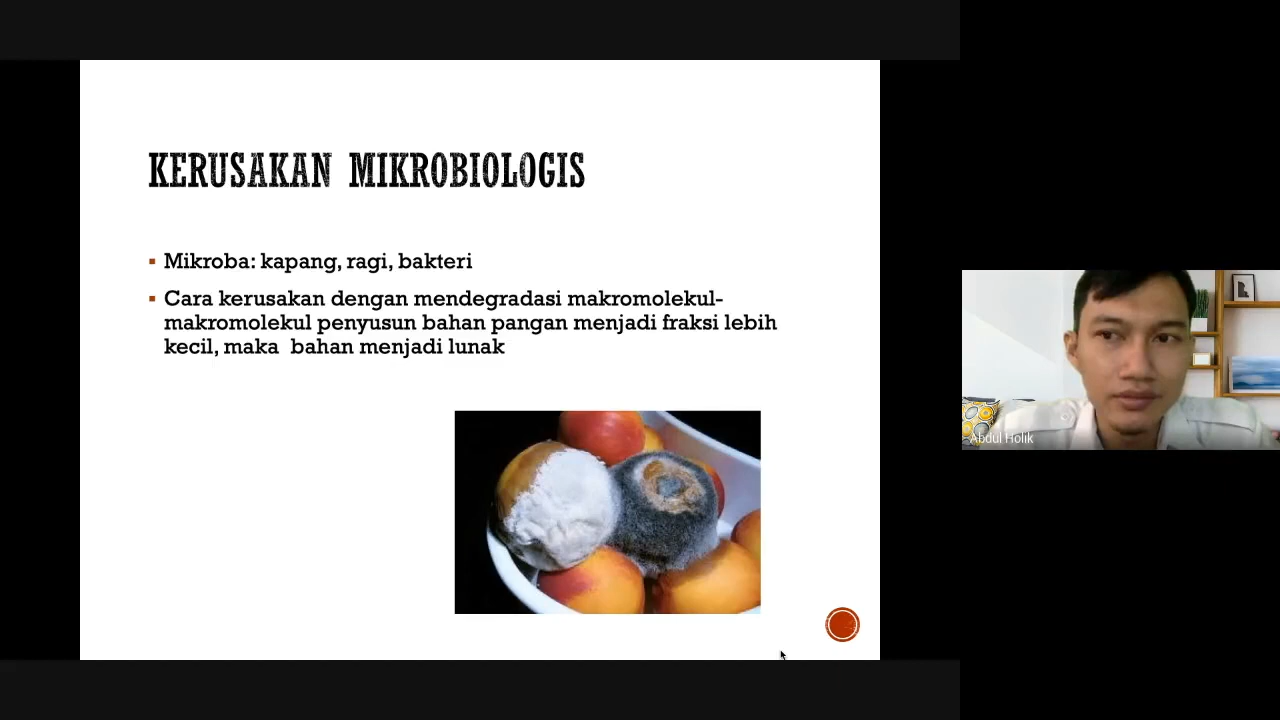 KERUSAKAN MIKROBIOLOGIS
▪ Mikroba: kapang, ragi, bakteri
▪ Cara kerusakan dengan mendegradasi makromolekul-
makromolekul penyusun bahan pangan menjadi fraksi lebih
kecil, maka  bahan menjadi lunak
Abdul Holik